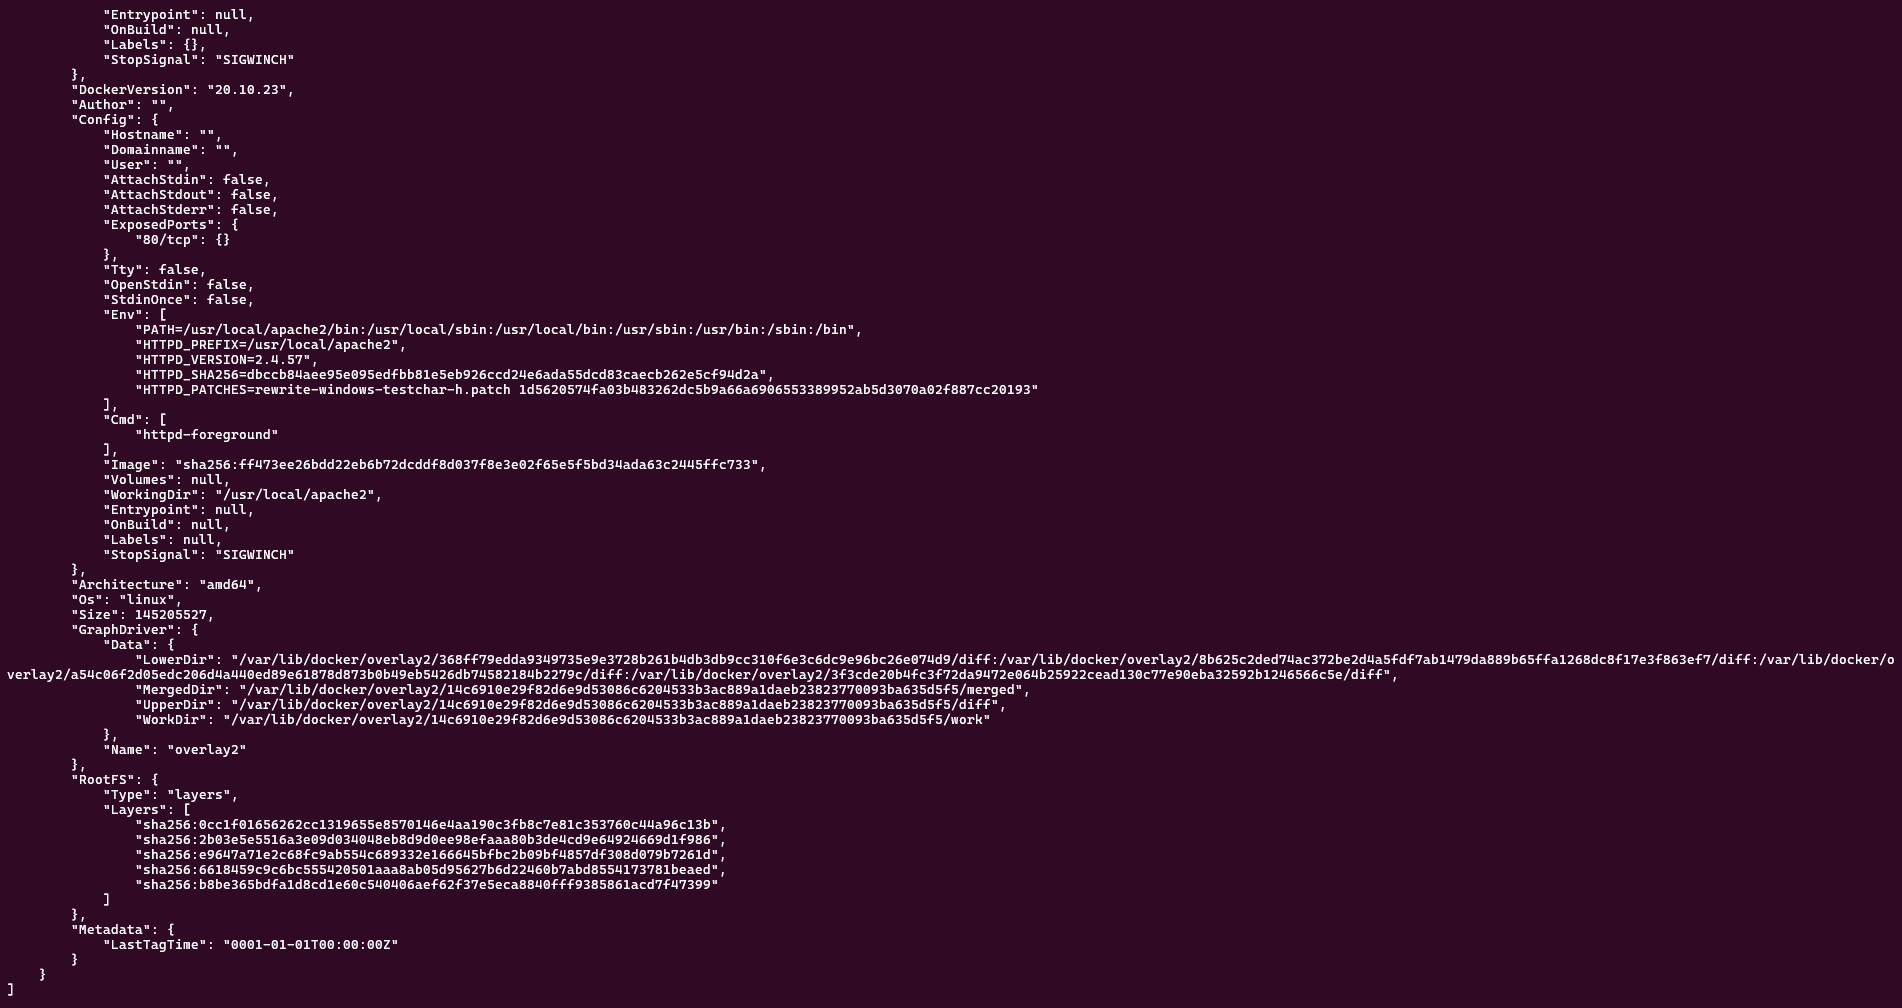 "Entrypoint": null,
            "OnBuild": null,
            "Labels": {},
            "StopSignal": "SIGWINCH"
        },
        "DockerVersion": "20.10.23",
        "Author": "",
        "Config": {
            "Hostname": "",
            "Domainname": "",
            "User": "",
            "AttachStdin": false,
            "AttachStdout": false,
            "AttachStderr": false,
            "ExposedPorts": {
                "80/tcp": {}
            },
            "Tty": false,
            "OpenStdin": false,
            "StdinOnce": false,
            "Env": [
                "PATH=/usr/local/apache2/bin:/usr/local/sbin:/usr/local/bin:/usr/sbin:/usr/bin:/sbin:/bin",
                "HTTPD_PREFIX=/usr/local/apache2",
                "HTTPD_VERSION=2.4.57",
                "HTTPD_SHA256=dbccb84aee95e095edfbb81e5eb926ccd24e6ada55dcd83caecb262e5cf94d2a",
                "HTTPD_PATCHES=rewrite-windows-testchar-h.patch 1d5620574fa03b483262dc5b9a66a6906553389952ab5d3070a02f887cc20193"
            ],
            "Cmd": [
                "httpd-foreground"
            ],
            "Image": "sha256:ff473ee26bdd22eb6b72dcddf8d037f8e3e02f65e5f5bd34ada63c2445ffc733",
            "Volumes": null,
            "WorkingDir": "/usr/local/apache2",
            "Entrypoint": null,
            "OnBuild": null,
            "Labels": null,
            "StopSignal": "SIGWINCH"
        },
        "Architecture": "amd64",
        "Os": "linux",
        "Size": 145205527,
        "GraphDriver": {
            "Data": {
                "LowerDir": "/var/lib/docker/overlay2/368ff79edda9349735e9e3728b261b4db3db9cc310f6e3c6dc9e96bc26e074d9/diff:/var/lib/docker/overlay2/8b625c2ded74ac372be2d4a5fdf7ab1479da889b65ffa1268dc8f17e3f863ef7/diff:/var/lib/docker/o
verlay2/a54c06f2d05edc206d4a440ed89e61878d873b0b49eb5426db74582184b2279c/diff:/var/lib/docker/overlay2/3f3cde20b4fc3f72da9472e064b25922cead130c77e90eba32592b1246566c5e/diff",
                "MergedDir": "/var/lib/docker/overlay2/14c6910e29f82d6e9d53086c6204533b3ac889a1daeb23823770093ba635d5f5/merged",
                "UpperDir": "/var/lib/docker/overlay2/14c6910e29f82d6e9d53086c6204533b3ac889a1daeb23823770093ba635d5f5/diff",
                "WorkDir": "/var/lib/docker/overlay2/14c6910e29f82d6e9d53086c6204533b3ac889a1daeb23823770093ba635d5f5/work"
            },
            "Name": "overlay2"
        },
        "RootFS": {
            "Type": "layers",
            "Layers": [
                "sha256:0cc1f01656262cc1319655e8570146e4aa190c3fb8c7e81c353760c44a96c13b",
                "sha256:2b03e5e5516a3e09d034048eb8d9d0ee98efaaa80b3de4cd9e64924669d1f986",
                "sha256:e9647a71e2c68fc9ab554c689332e166645bfbc2b09bf4857df308d079b7261d",
                "sha256:6618459c9c6bc555420501aaa8ab05d95627b6d22460b7abd8554173781beaed",
                "sha256:b8be365bdfa1d8cd1e60c540406aef62f37e5eca8840fff9385861acd7f47399"
            ]
        },
        "Metadata": {
            "LastTagTime": "0001-01-01T00:00:00Z"
        }
    }
]